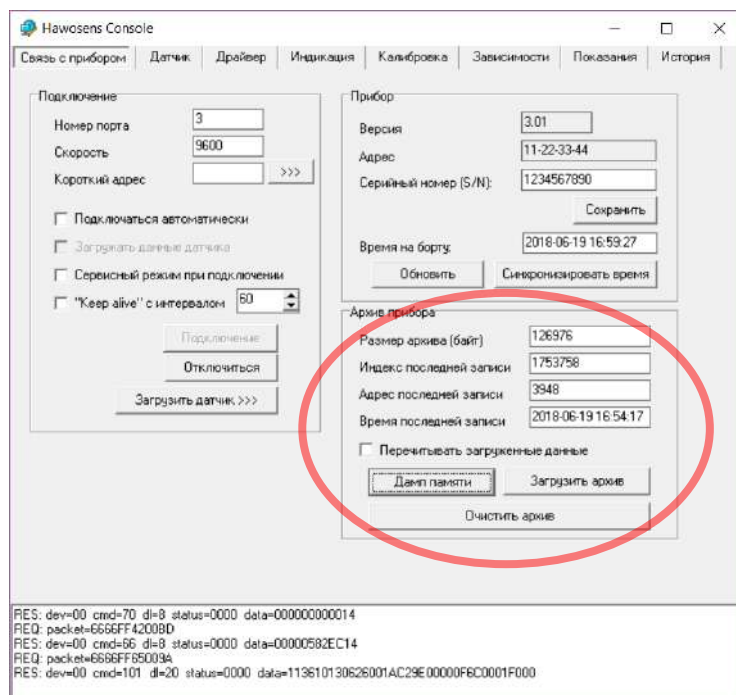 Hawosens Console
Связь с прибором Датчик Драйвер Индикация Калибровка Зависимости Показания История
Подключение
Номер порта 3
Скорость 9600
Короткий адрес >>>
Подключаться автоматически
Загружать данные датчика
Сервисный режим при подключении
"Keep alive" с интервалом 60
Подключение
Отключиться
Загрузить датчик >>>
Прибор
Версия 3.01
Адрес 11-22-33-44
Серийный номер (S/N): 1234567890
Сохранить
Время на борту: 2018-06-19 16:59:27
Обновить Синхронизировать время
Архив прибора
Размер архива (байт) 126976
Индекс последней записи 1753758
Адрес последней записи 3948
Время последней записи 2018-06-19 16:54:17
Перечитывать загруженные данные
Дамп памяти Загрузить архив
Очистить архив
RES: dev=00 cmd=70 dl=8 status=0000 data=000000000014
REQ: packet=6666FF4200BD
RES: dev=00 cmd=66 dl=8 status=0000 data=00000582EC14
REQ: packet=6666FF65009A
RES: dev=00 cmd=101 dl=20 status=0000 data=113610130626001AC29E00000F6C0001F000